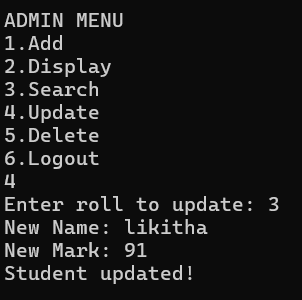 ADMIN MENU
1.Add
2.Display
3.Search
4.Update
5.Delete
6.Logout
4
Enter roll to update: 3
New Name: likitha
New Mark: 91
Student updated!